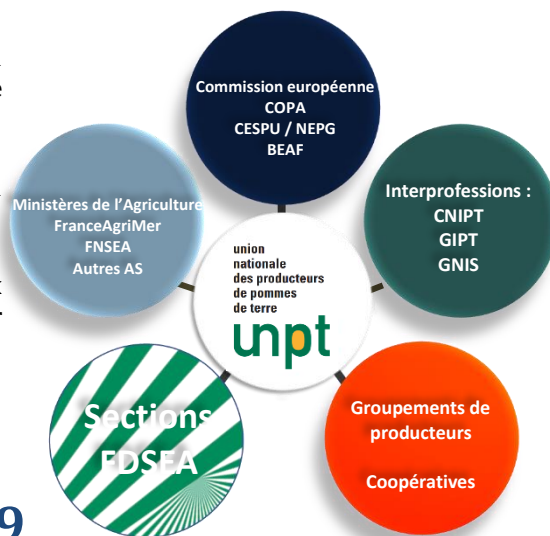 Commission européenne
COPA
CESPU / NEPG
BEAF
Ministères de l'Agriculture
FranceAgriMer
FNSEA
Autres AS
Interprofessions :
CNIPT
GIPT
GNIS
union
nationale
des producteurs
de pommes
de terre
unpt
Sections
FDSEA
Groupements de
producteurs
Coopératives
9